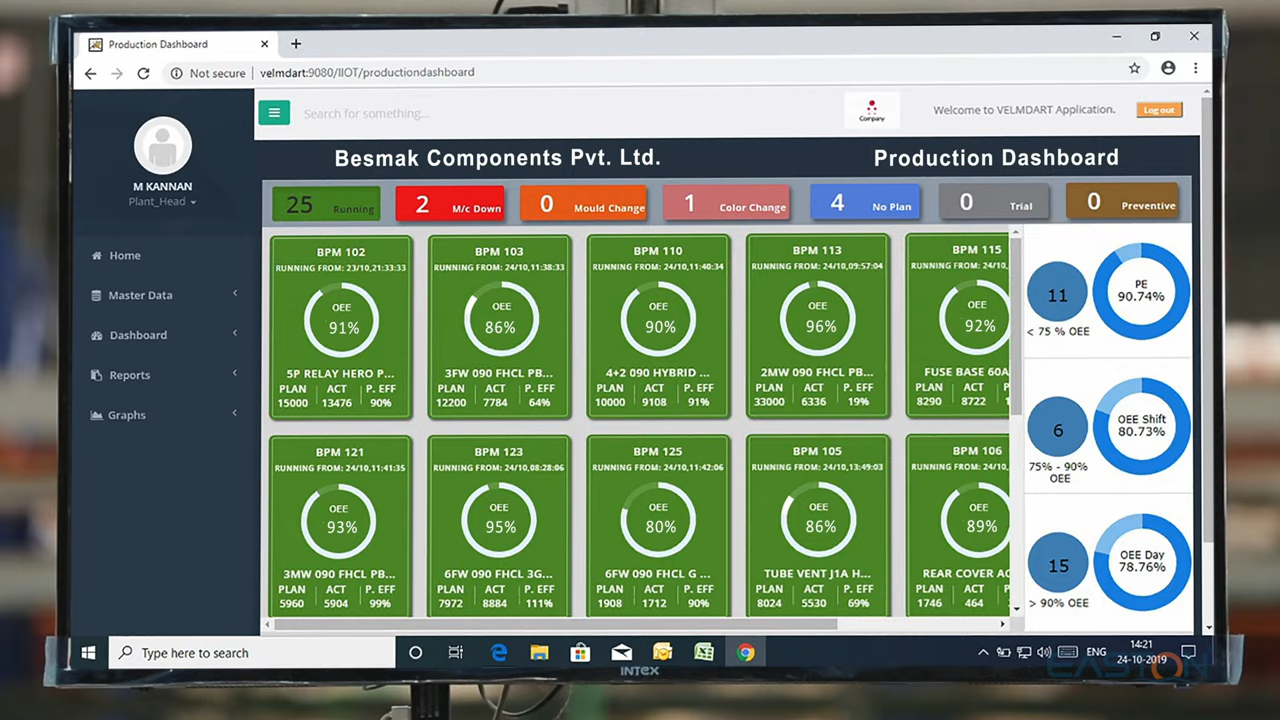 Production Dashboard
Not secure
velmdart:9080/IIOT/productiondashboard
Search for something...
Company
Welcome to VELMDART Application.
Log out
M KANNAN
Plant_Head
Home
Master Data
Dashboard
Reports
Graphs
Besmak Components Pvt. Ltd.
Production Dashboard
25 Running
2 M/c Down
0 Mould Change
1 Color Change
4 No Plan
0 Trial
0 Preventive
BPM 102
RUNNING FROM: 23/10,21:33:33
OEE
91%
5P RELAY HERO P...
PLAN ACT P. EFF
15000 13476 90%
BPM 103
RUNNING FROM: 24/10,11:38:33
OEE
86%
3FW 090 FHCL PB...
PLAN ACT P. EFF
12200 7784 64%
BPM 110
RUNNING FROM: 24/10,11:40:34
OEE
90%
4+2 090 HYBRID ...
PLAN ACT P. EFF
10000 9108 91%
BPM 113
RUNNING FROM: 24/10,09:57:04
OEE
96%
2MW 090 FHCL PB...
PLAN ACT P. EFF
33000 6336 19%
BPM 115
RUNNING FROM: 24/10,
OEE
92%
FUSE BASE 60A
PLAN ACT P.
8290 8722
BPM 121
RUNNING FROM: 24/10,11:41:35
OEE
93%
3MW 090 FHCL PB...
PLAN ACT P. EFF
5960 5904 99%
BPM 123
RUNNING FROM: 24/10,08:28:06
OEE
95%
6FW 090 FHCL 3G...
PLAN ACT P. EFF
7972 8884 111%
BPM 125
RUNNING FROM: 24/10,11:42:06
OEE
80%
6FW 090 FHCL G ...
PLAN ACT P. EFF
1908 1712 90%
BPM 105
RUNNING FROM: 24/10,13:49:03
OEE
86%
TUBE VENT J1A H...
PLAN ACT P. EFF
8024 5530 69%
BPM 106
RUNNING FROM: 24/10,
OEE
89%
REAR COVER AC
PLAN ACT P.
1746 464
11
< 75 % OEE
PE
90.74%
6
75% - 90%
OEE
OEE Shift
80.73%
15
> 90% OEE
OEE Day
78.76%
Type here to search
ENG
14:21
24-10-2019
INTEX
EASTON